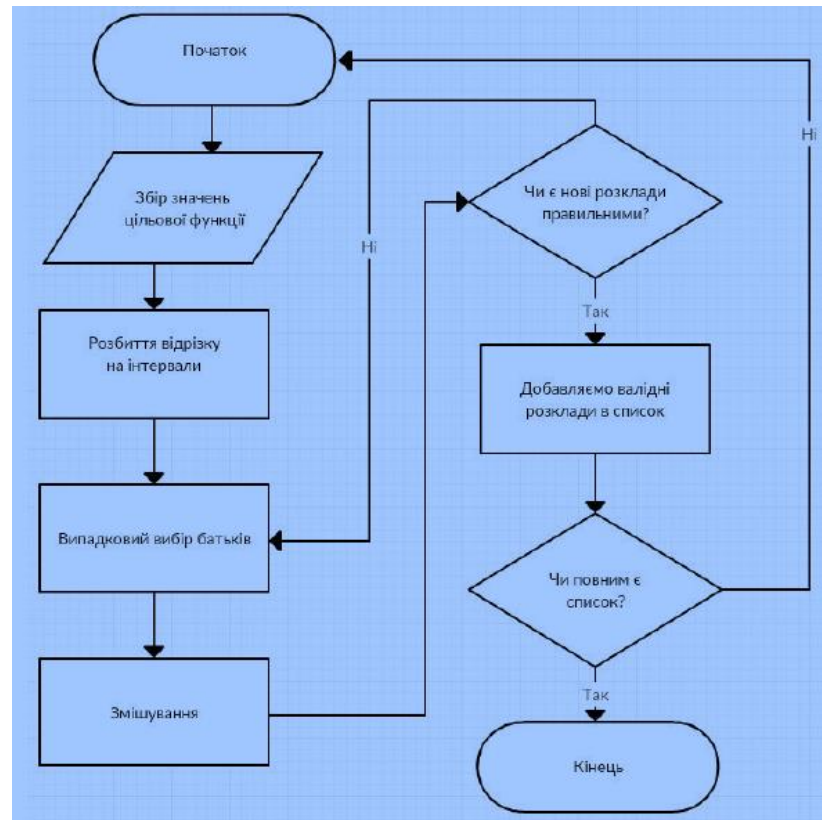 Початок
Збір значень
цільової функції
Розбиття відрізку
на інтервали
Випадковий вибір батьків
Змішування
Ні
Чи є нові розклади
правильними?
Так
Добавляємо валідні
розклади в список
Чи повним є
список?
Ні
Так
Кінець